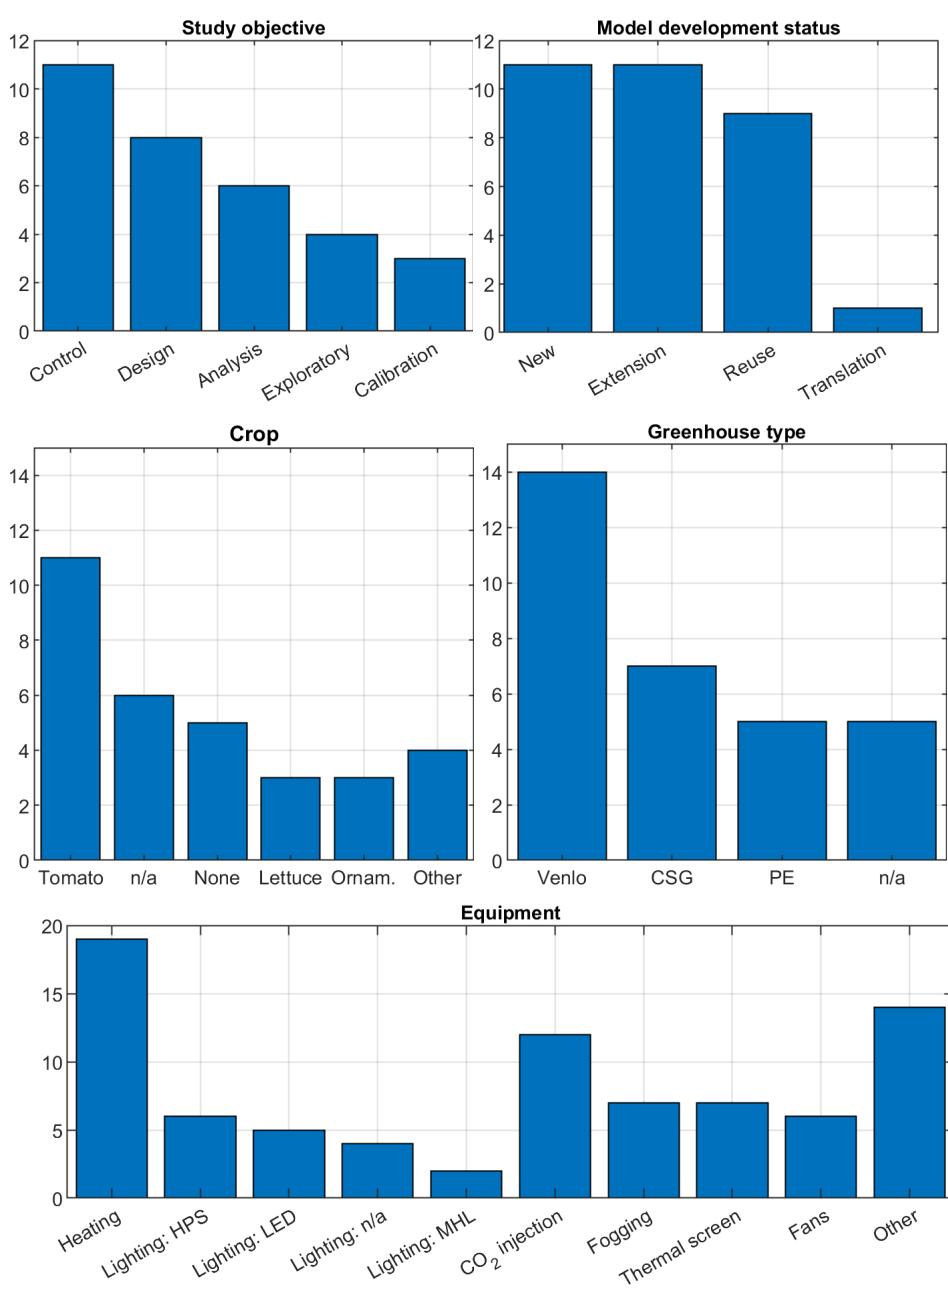 Study objective
12
10
8
6
4
2
0
Control
Design
Analysis
Exploratory
Calibration
Model development status
12
10
8
6
4
2
0
New
Extension
Reuse
Translation
Crop
14
12
10
8
6
4
2
0
Tomato n/a None Lettuce Ornam. Other
Greenhouse type
14
12
10
8
6
4
2
0
Venlo CSG PE n/a
Equipment
20
15
10
5
0
Heating
Lighting: HPS
Lighting: LED
Lighting: n/a
Lighting: MHL
CO2 injection
Fogging
Thermal screen
Fans
Other